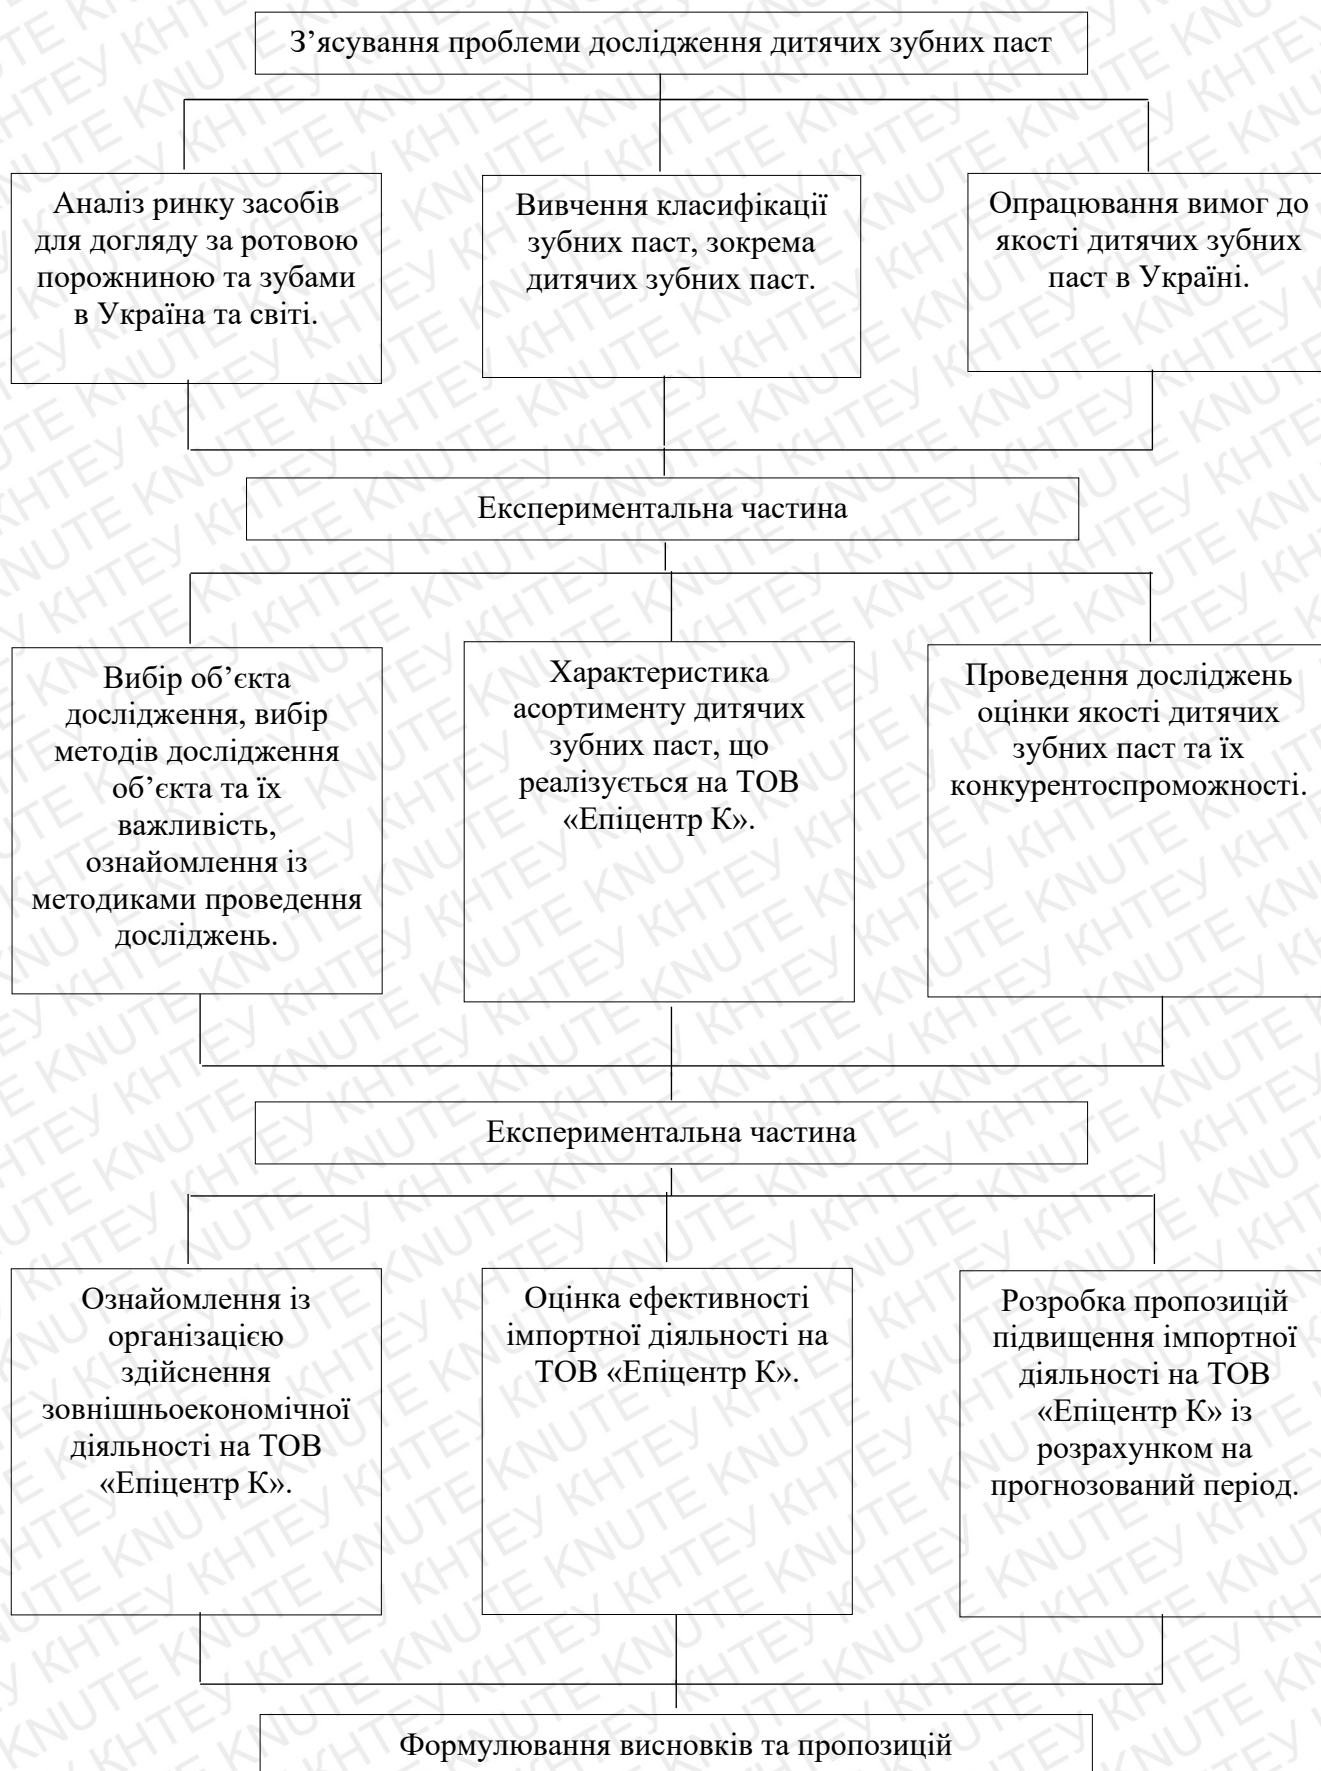 З’ясування проблеми дослідження дитячих зубних паст
Аналіз ринку засобів
для догляду за ротовою
порожниною та зубами
в Україна та світі.
Вивчення класифікації
зубних паст, зокрема
дитячих зубних паст.
Опрацювання вимог до
якості дитячих зубних
паст в Україні.
Експериментальна частина
Вибір об’єкта
дослідження, вибір
методів дослідження
об’єкта та їх
важливість,
ознайомлення із
методиками проведення
досліджень.
Характеристика
асортименту дитячих
зубних паст, що
реалізується на ТОВ
«Епіцентр К».
Проведення досліджень
оцінки якості дитячих
зубних паст та їх
конкурентоспроможності.
Експериментальна частина
Ознайомлення із
організацією
здійснення
зовнішньоекономічної
діяльності на ТОВ
«Епіцентр К».
Оцінка ефективності
імпортної діяльності на
ТОВ «Епіцентр К».
Розробка пропозицій
підвищення імпортної
діяльності на ТОВ
«Епіцентр К» із
розрахунком на
прогнозований період.
Формулювання висновків та пропозицій